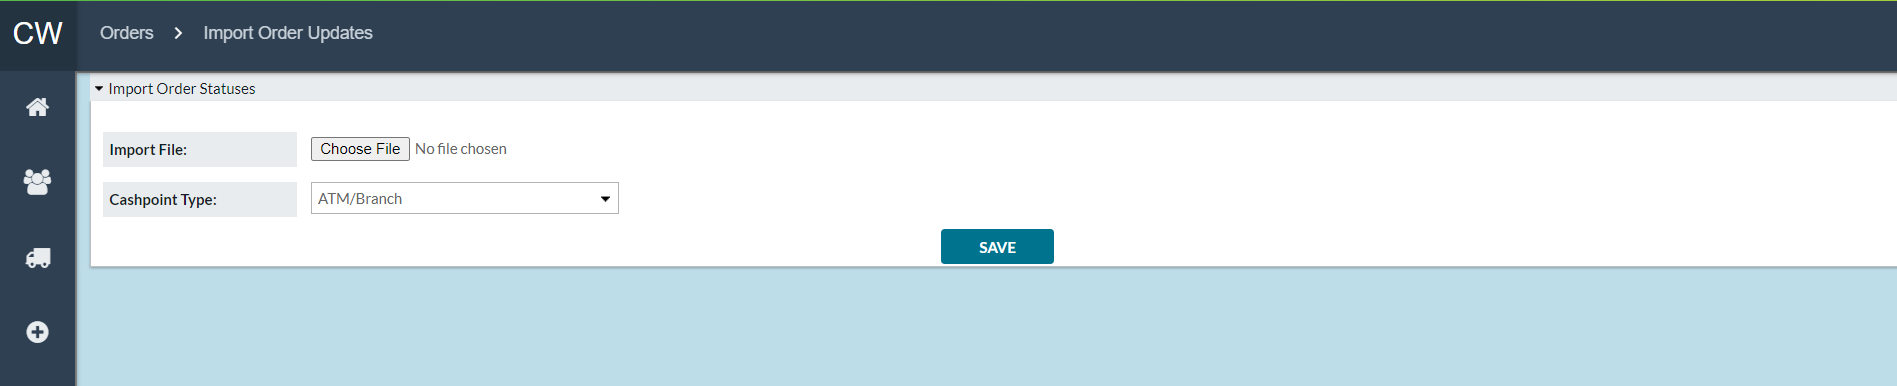 CW
Orders > Import Order Updates
Import Order Statuses
Import File: Choose File No file chosen
Cashpoint Type: ATM/Branch
SAVE